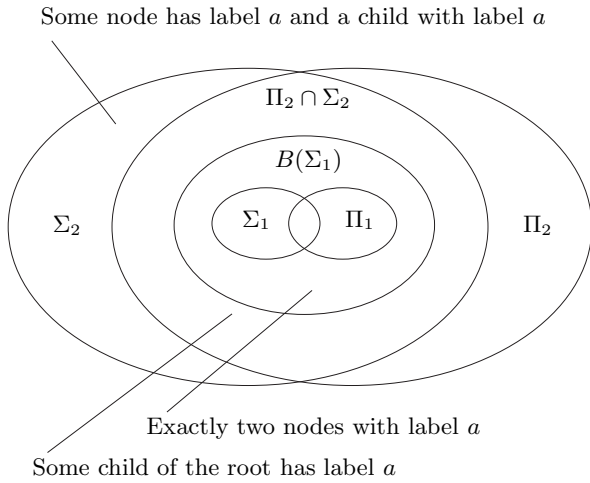 Some node has label a and a child with label a
Π₂ ∩ Σ₂
B(Σ₁)
Σ₂
Σ₁
Π₁
Π₂
Exactly two nodes with label a
Some child of the root has label a